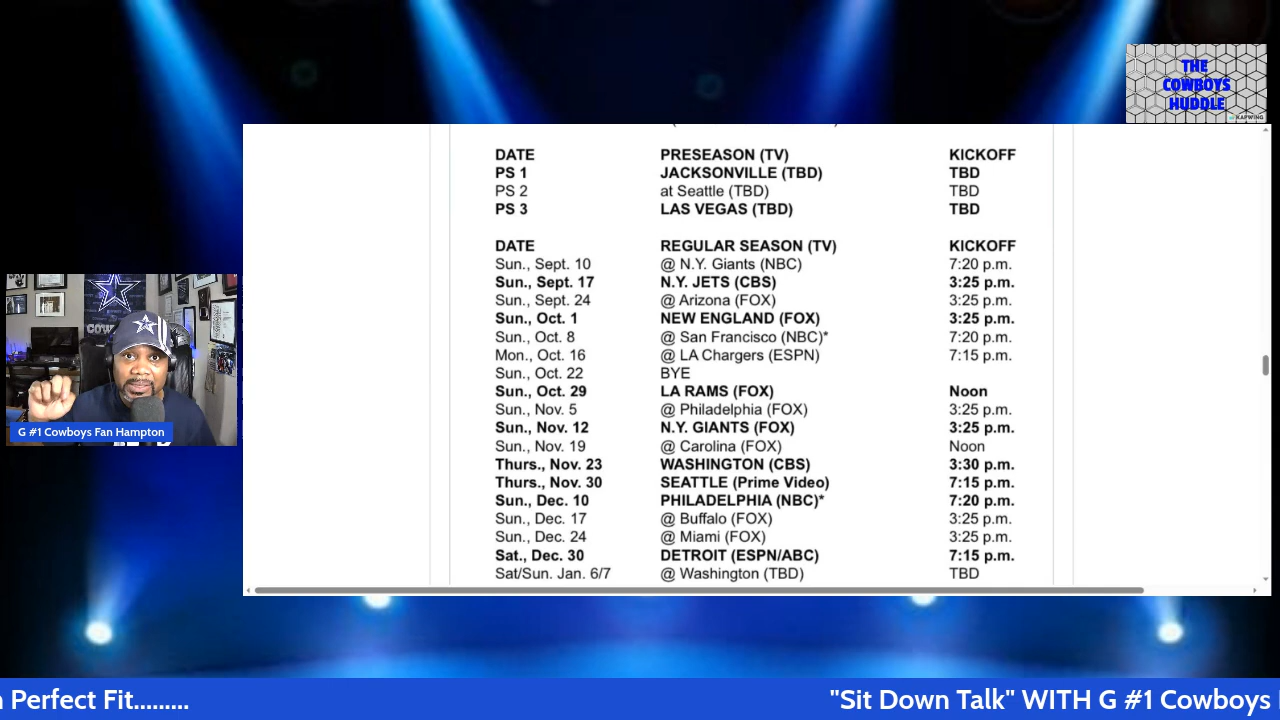 THE
COWBOYS
HUDDLE
KAPWING
DATE PRESEASON (TV) KICKOFF
PS 1 JACKSONVILLE (TBD) TBD
PS 2 at Seattle (TBD) TBD
PS 3 LAS VEGAS (TBD) TBD
DATE REGULAR SEASON (TV) KICKOFF
Sun., Sept. 10 @ N.Y. Giants (NBC) 7:20 p.m.
Sun., Sept. 17 N.Y. JETS (CBS) 3:25 p.m.
Sun., Sept. 24 @ Arizona (FOX) 3:25 p.m.
Sun., Oct. 1 NEW ENGLAND (FOX) 3:25 p.m.
Sun., Oct. 8 @ San Francisco (NBC)* 7:20 p.m.
Mon., Oct. 16 @ LA Chargers (ESPN) 7:15 p.m.
Sun., Oct. 22 BYE
Sun., Oct. 29 LA RAMS (FOX) Noon
Sun., Nov. 5 @ Philadelphia (FOX) 3:25 p.m.
Sun., Nov. 12 N.Y. GIANTS (FOX) 3:25 p.m.
Sun., Nov. 19 @ Carolina (FOX) Noon
Thurs., Nov. 23 WASHINGTON (CBS) 3:30 p.m.
Thurs., Nov. 30 SEATTLE (Prime Video) 7:15 p.m.
Sun., Dec. 10 PHILADELPHIA (NBC)* 7:20 p.m.
Sun., Dec. 17 @ Buffalo (FOX) 3:25 p.m.
Sun., Dec. 24 @ Miami (FOX) 3:25 p.m.
Sat., Dec. 30 DETROIT (ESPN/ABC) 7:15 p.m.
Sat/Sun. Jan. 6/7 @ Washington (TBD) TBD
COW
G #1 Cowboys Fan Hampton
Perfect Fit......... "Sit Down Talk" WITH G #1 Cowboys